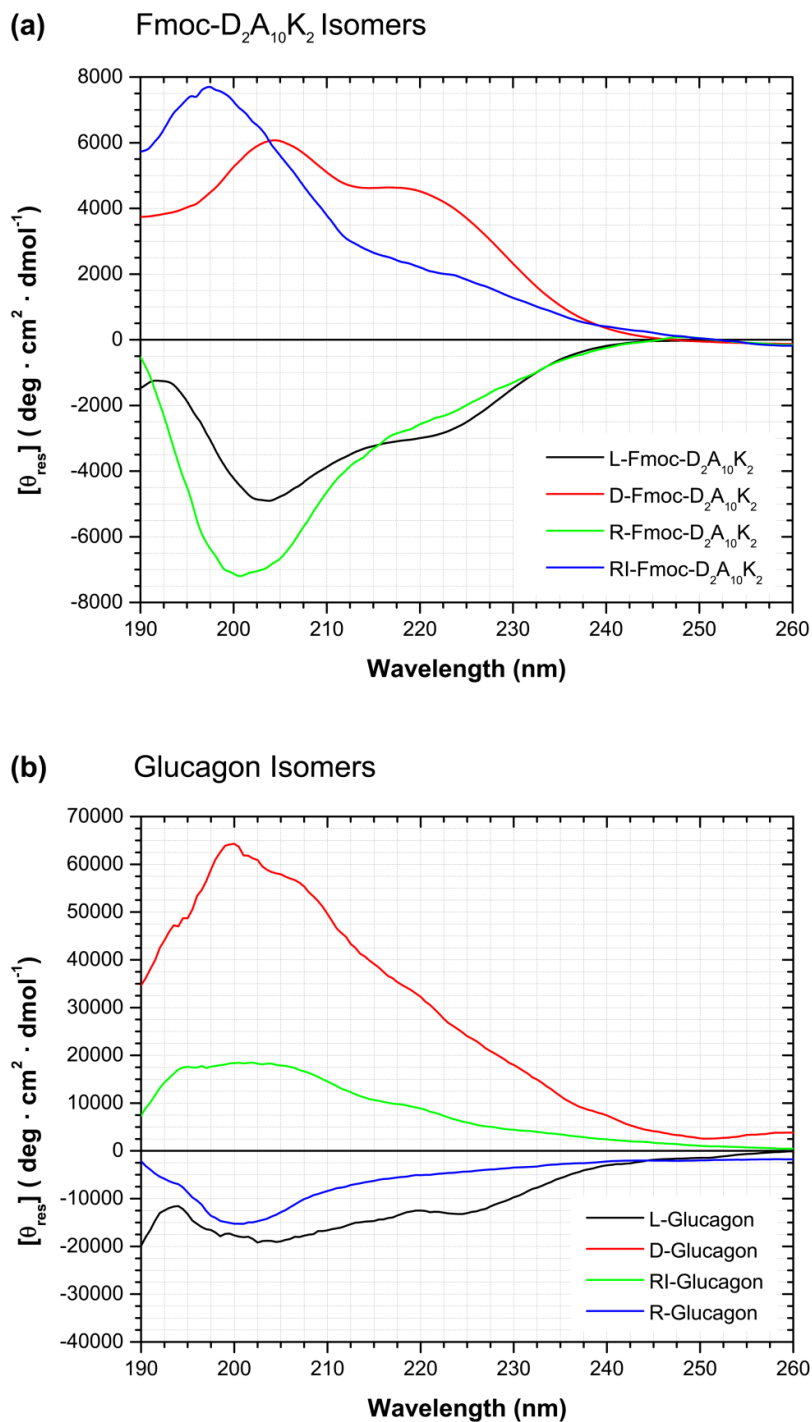 (a) Fmoc-D₂A₁₀K₂ Isomers
8000
6000
4000
2000
0
-2000
-4000
-6000
-8000
[θres] ( deg · cm² · dmol⁻¹)
L-Fmoc-D₂A₁₀K₂
D-Fmoc-D₂A₁₀K₂
R-Fmoc-D₂A₁₀K₂
RI-Fmoc-D₂A₁₀K₂
190 200 210 220 230 240 250 260
Wavelength (nm)
(b) Glucagon Isomers
70000
60000
50000
40000
30000
20000
10000
0
-10000
-20000
-30000
-40000
[θres] ( deg · cm² · dmol⁻¹)
L-Glucagon
D-Glucagon
RI-Glucagon
R-Glucagon
190 200 210 220 230 240 250 260
Wavelength (nm)